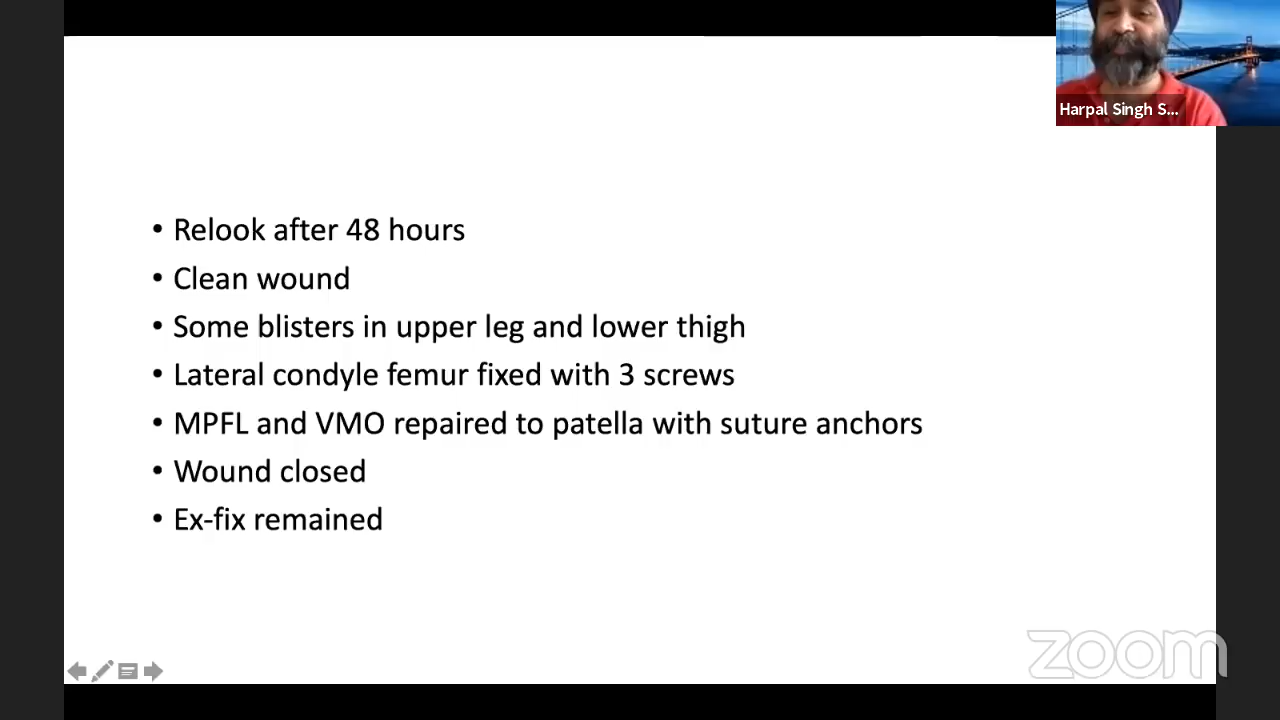 Harpal Singh S...
• Relook after 48 hours
• Clean wound
• Some blisters in upper leg and lower thigh
• Lateral condyle femur fixed with 3 screws
• MPFL and VMO repaired to patella with suture anchors
• Wound closed
• Ex-fix remained
zoom